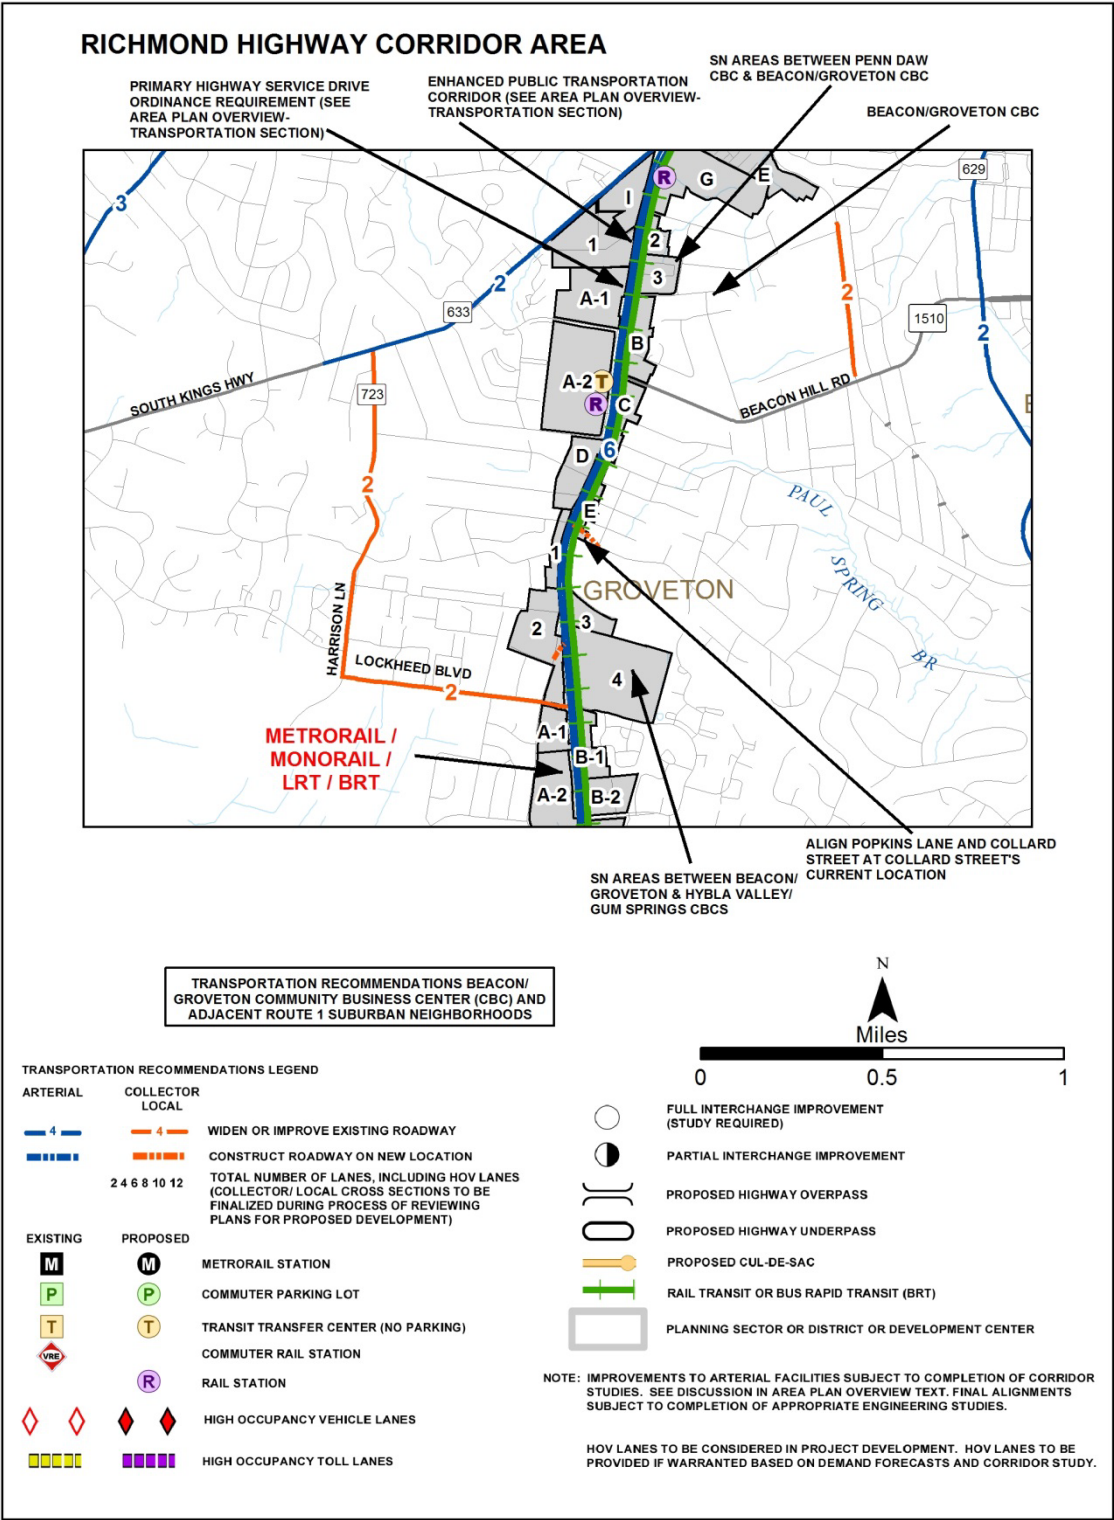 RICHMOND HIGHWAY CORRIDOR AREA
PRIMARY HIGHWAY SERVICE DRIVE
ORDINANCE REQUIREMENT (SEE
AREA PLAN OVERVIEW-
TRANSPORTATION SECTION)
ENHANCED PUBLIC TRANSPORTATION
CORRIDOR (SEE AREA PLAN OVERVIEW-
TRANSPORTATION SECTION)
SN AREAS BETWEEN PENN DAW
CBC & BEACON/GROVETON CBC
BEACON/GROVETON CBC
R
G
E
629
3
I
1
2
2
3
2
A-1
633
1510
2
B
SOUTH KINGS HWY
723
A-2
T
R
C
BEACON HILL RD
6
D
2
PAUL
SPRING
BR
E
1
GROVETON
HARRISON LN
2
3
LOCKHEED BLVD
2
4
METRORAIL /
MONORAIL /
LRT / BRT
A-1
B-1
A-2
B-2
ALIGN POPKINS LANE AND COLLARD
STREET AT COLLARD STREET'S
CURRENT LOCATION
SN AREAS BETWEEN BEACON/
GROVETON & HYBLA VALLEY/
GUM SPRINGS CBCS
TRANSPORTATION RECOMMENDATIONS BEACON/
GROVETON COMMUNITY BUSINESS CENTER (CBC) AND
ADJACENT ROUTE 1 SUBURBAN NEIGHBORHOODS
N
Miles
0 0.5 1
TRANSPORTATION RECOMMENDATIONS LEGEND
ARTERIAL COLLECTOR
LOCAL
4 4 WIDEN OR IMPROVE EXISTING ROADWAY
CONSTRUCT ROADWAY ON NEW LOCATION
2 4 6 8 10 12 TOTAL NUMBER OF LANES, INCLUDING HOV LANES
(COLLECTOR/ LOCAL CROSS SECTIONS TO BE
FINALIZED DURING PROCESS OF REVIEWING
PLANS FOR PROPOSED DEVELOPMENT)
EXISTING PROPOSED
M M METRORAIL STATION
P P COMMUTER PARKING LOT
T T TRANSIT TRANSFER CENTER (NO PARKING)
VRE COMMUTER RAIL STATION
R RAIL STATION
HIGH OCCUPANCY VEHICLE LANES
HIGH OCCUPANCY TOLL LANES
FULL INTERCHANGE IMPROVEMENT
(STUDY REQUIRED)
PARTIAL INTERCHANGE IMPROVEMENT
PROPOSED HIGHWAY OVERPASS
PROPOSED HIGHWAY UNDERPASS
PROPOSED CUL-DE-SAC
RAIL TRANSIT OR BUS RAPID TRANSIT (BRT)
PLANNING SECTOR OR DISTRICT OR DEVELOPMENT CENTER
NOTE: IMPROVEMENTS TO ARTERIAL FACILITIES SUBJECT TO COMPLETION OF CORRIDOR
STUDIES. SEE DISCUSSION IN AREA PLAN OVERVIEW TEXT. FINAL ALIGNMENTS
SUBJECT TO COMPLETION OF APPROPRIATE ENGINEERING STUDIES.
HOV LANES TO BE CONSIDERED IN PROJECT DEVELOPMENT. HOV LANES TO BE
PROVIDED IF WARRANTED BASED ON DEMAND FORECASTS AND CORRIDOR STUDY.